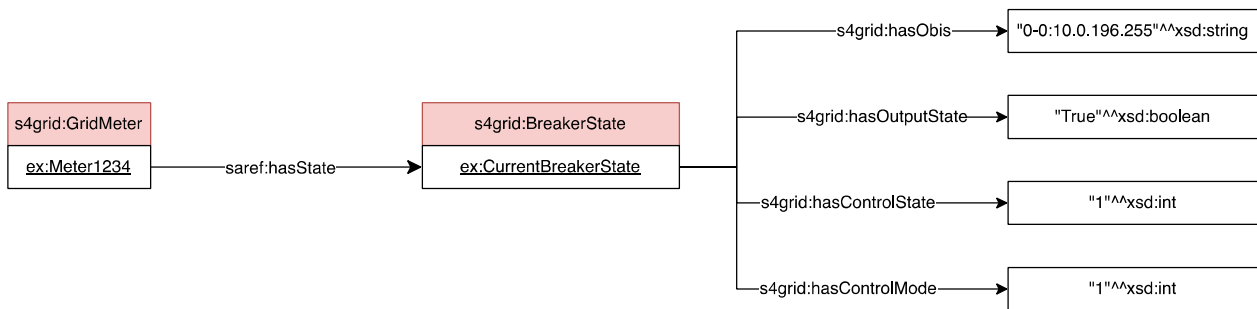 s4grid:hasObis
"0-0:10.0.196.255"^^xsd:string
s4grid:GridMeter
s4grid:BreakerState
s4grid:hasOutputState
"True"^^xsd:boolean
ex:Meter1234
saref:hasState
ex:CurrentBreakerState
s4grid:hasControlState
"1"^^xsd:int
s4grid:hasControlMode
"1"^^xsd:int